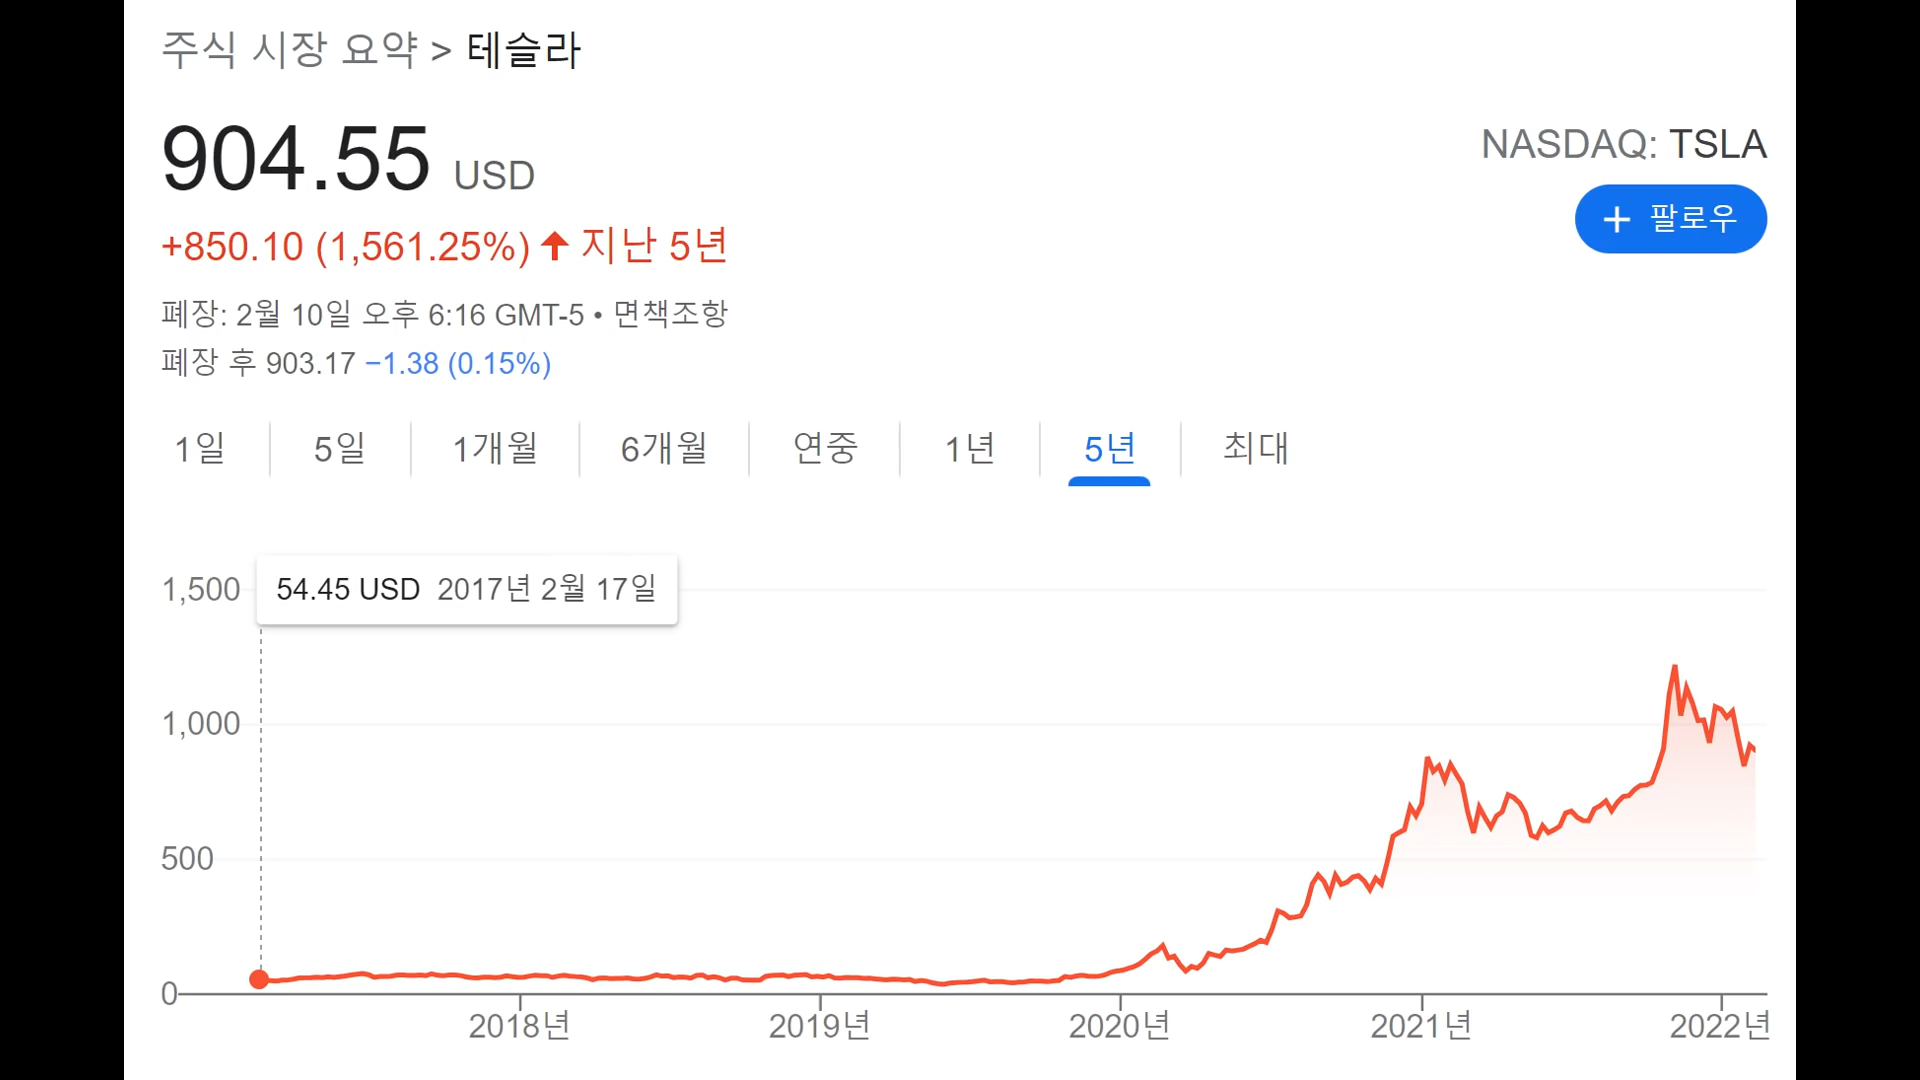 주식 시장 요약 > 테슬라
904.55 USD
NASDAQ: TSLA
+ 팔로우
+850.10 (1,561.25%) ↑ 지난 5년
폐장: 2월 10일 오후 6:16 GMT-5 • 면책조항
폐장 후 903.17 −1.38 (0.15%)
1일 5일 1개월 6개월 연중 1년 5년 최대
54.45 USD 2017년 2월 17일
1,500
1,000
500
0
2018년 2019년 2020년 2021년 2022년